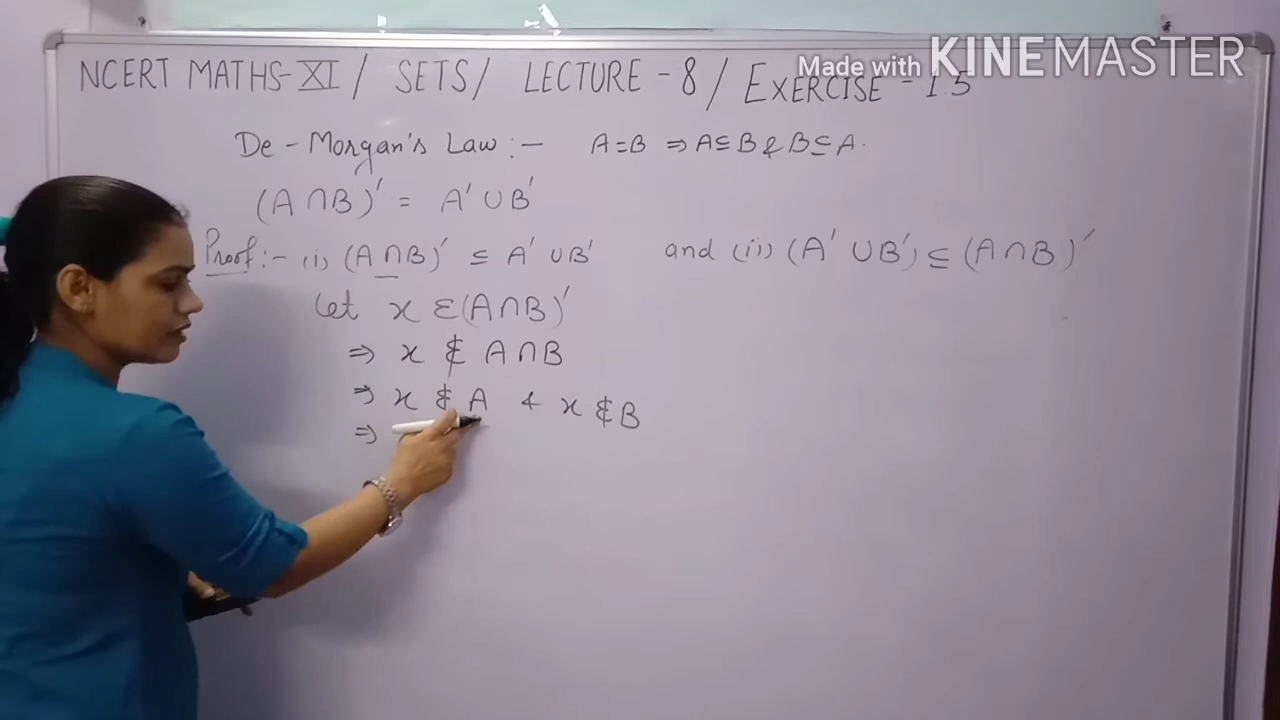 Made with KINEMASTER
NCERT MATHS-XI / SETS / LECTURE - 8 / EXERCISE - 1.5
De-Morgan's Law :- A = B ⇒ A ⊆ B & B ⊆ A.
(A ∩ B)' = A' ∪ B'
Proof :- (i) (A ∩ B)' ⊆ A' ∪ B' and (ii) (A' ∪ B') ⊆ (A ∩ B)'
Let x ∈ (A ∩ B)'
⇒ x ∉ A ∩ B
⇒ x ∉ A & x ∉ B
⇒